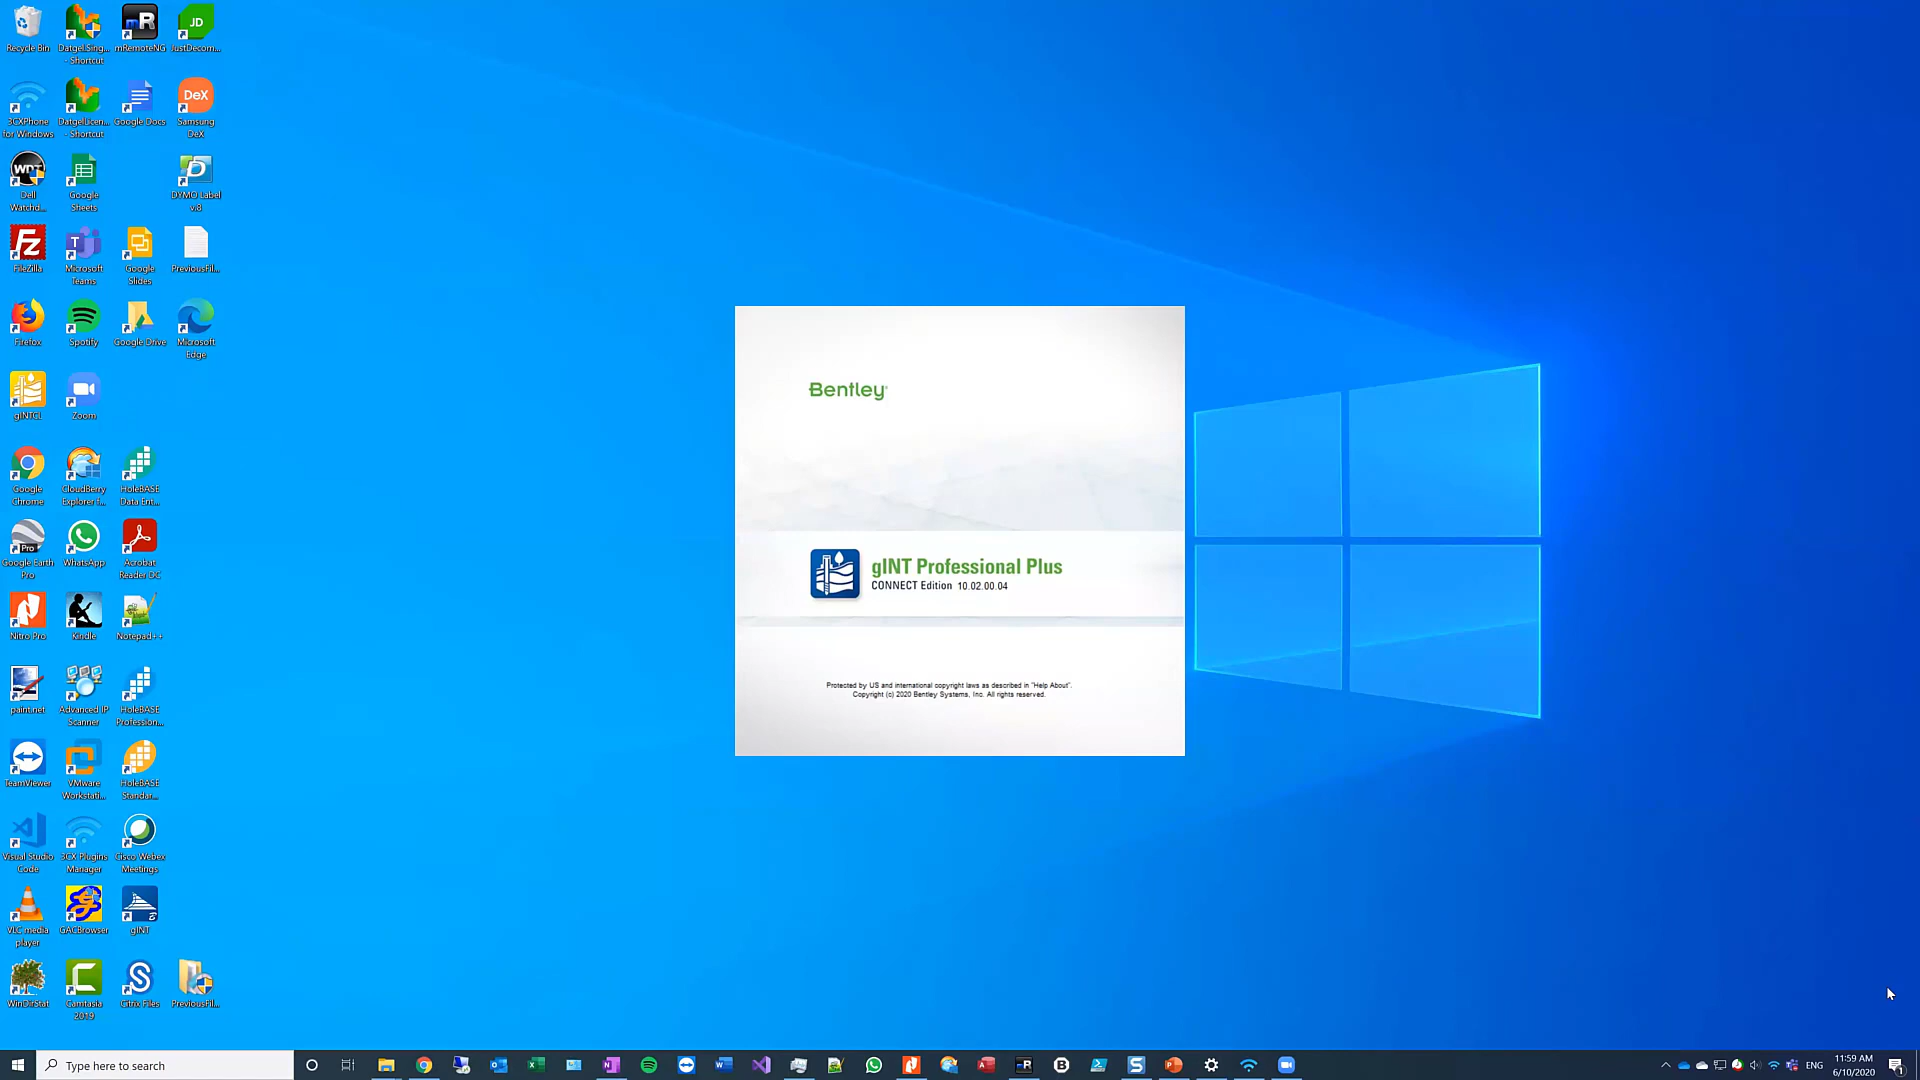 Recycle Bin
Datgel Sing...
- Shortcut
mRemoteNG
JustDecom...
3CXPhone
for Windows
DatgelLicen...
- Shortcut
Google Docs
Samsung
DeX
Dell
Watchd...
Google
Sheets
DYMO Label
v.8
FileZilla
Microsoft
Teams
Google
Slides
PreviousFil...
Firefox
Spotify
Google Drive
Microsoft
Edge
gINTCL
Zoom
Google
Chrome
CloudBerry
Explorer f...
HoleBASE
Data Ent...
Google Earth
Pro
WhatsApp
Acrobat
Reader DC
Nitro Pro
Kindle
Notepad++
paint.net
Advanced IP
Scanner
HoleBASE
Profession...
TeamViewer
VMware
Workstati...
HoleBASE
Standar...
Visual Studio
Code
3CX Plugins
Manager
Cisco Webex
Meetings
VLC media
player
GACBrowser
gINT
WinDirStat
Camtasia
2019
Citrix Files
PreviousFil...
Bentley
gINT Professional Plus
CONNECT Edition 10.02.00.04
Protected by US and international copyright laws as described in "Help About".
Copyright (c) 2020 Bentley Systems, Inc. All rights reserved.
Type here to search
ENG
11:59 AM
6/10/2020